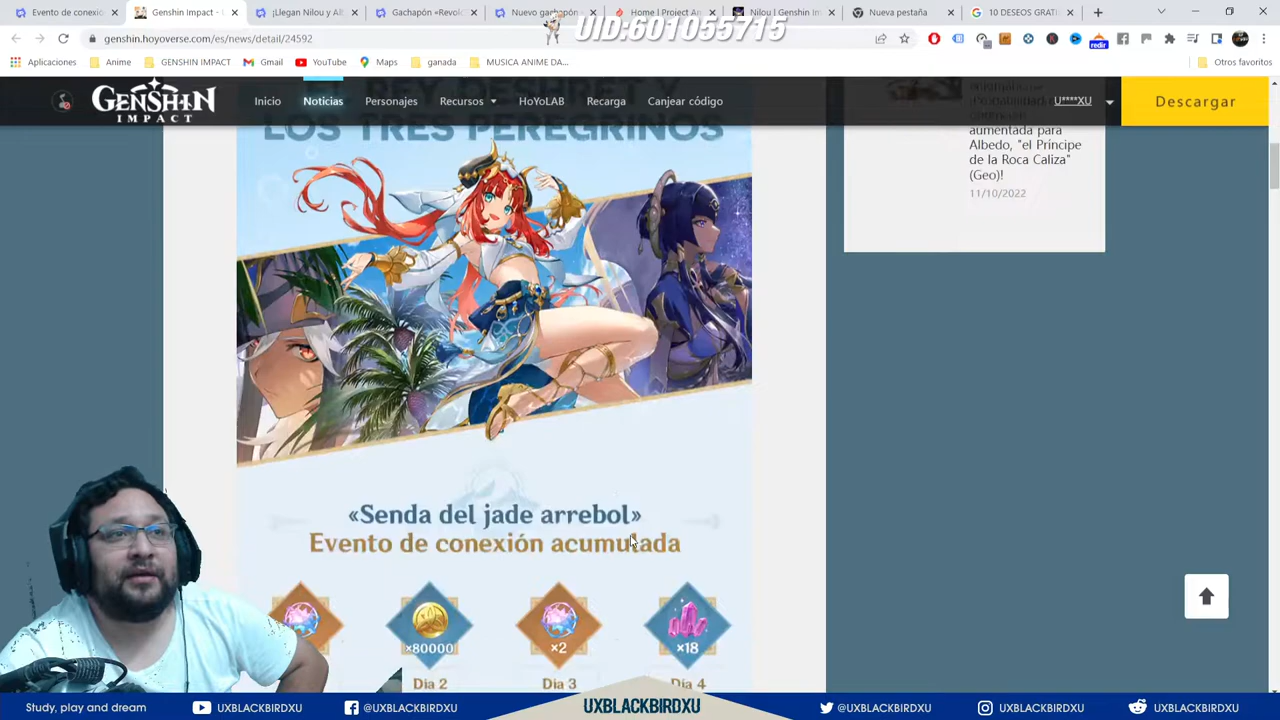 Evento de conexió
Genshin Impact - U
¡Llegan Nilou y Alb
Gachapón «Revolo
Nuevo gachapón
Home | Project Am
Nilou | Genshin Im
Nueva pestaña
10 DESEOS GRATI
UID:601055715
genshin.hoyoverse.com/es/news/detail/24592
redir
Aplicaciones
Anime
GENSHIN IMPACT
Gmail
YouTube
Maps
ganada
MUSICA ANIME DA...
Otros favoritos
GENSHIN IMPACT
Inicio
Noticias
Personajes
Recursos
HoYoLAB
Recarga
Canjear código
U****XU
Descargar
LOS TRES PEREGRINOS
aumentada para
Albedo, "el Príncipe
de la Roca Caliza"
(Geo)!
11/10/2022
«Senda del jade arrebol»
Evento de conexión acumulada
×80000
×2
×18
Día 2
Día 3
Día 4
Study, play and dream
UXBLACKBIRDXU
@UXBLACKBIRDXU
UXBLACKBIRDXU
@UXBLACKBIRDXU
UXBLACKBIRDXU
UXBLACKBIRDXU